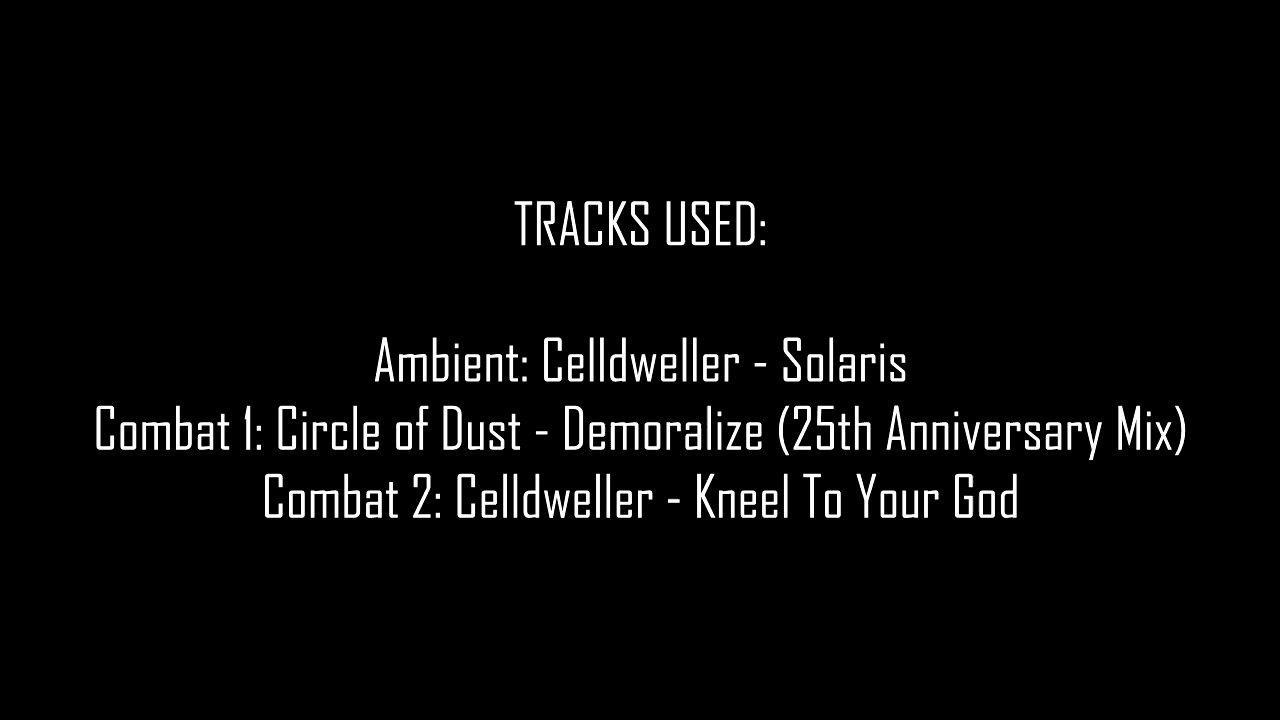 TRACKS USED:
Ambient: Celldweller - Solaris
Combat 1: Circle of Dust - Demoralize (25th Anniversary Mix)
Combat 2: Celldweller - Kneel To Your God